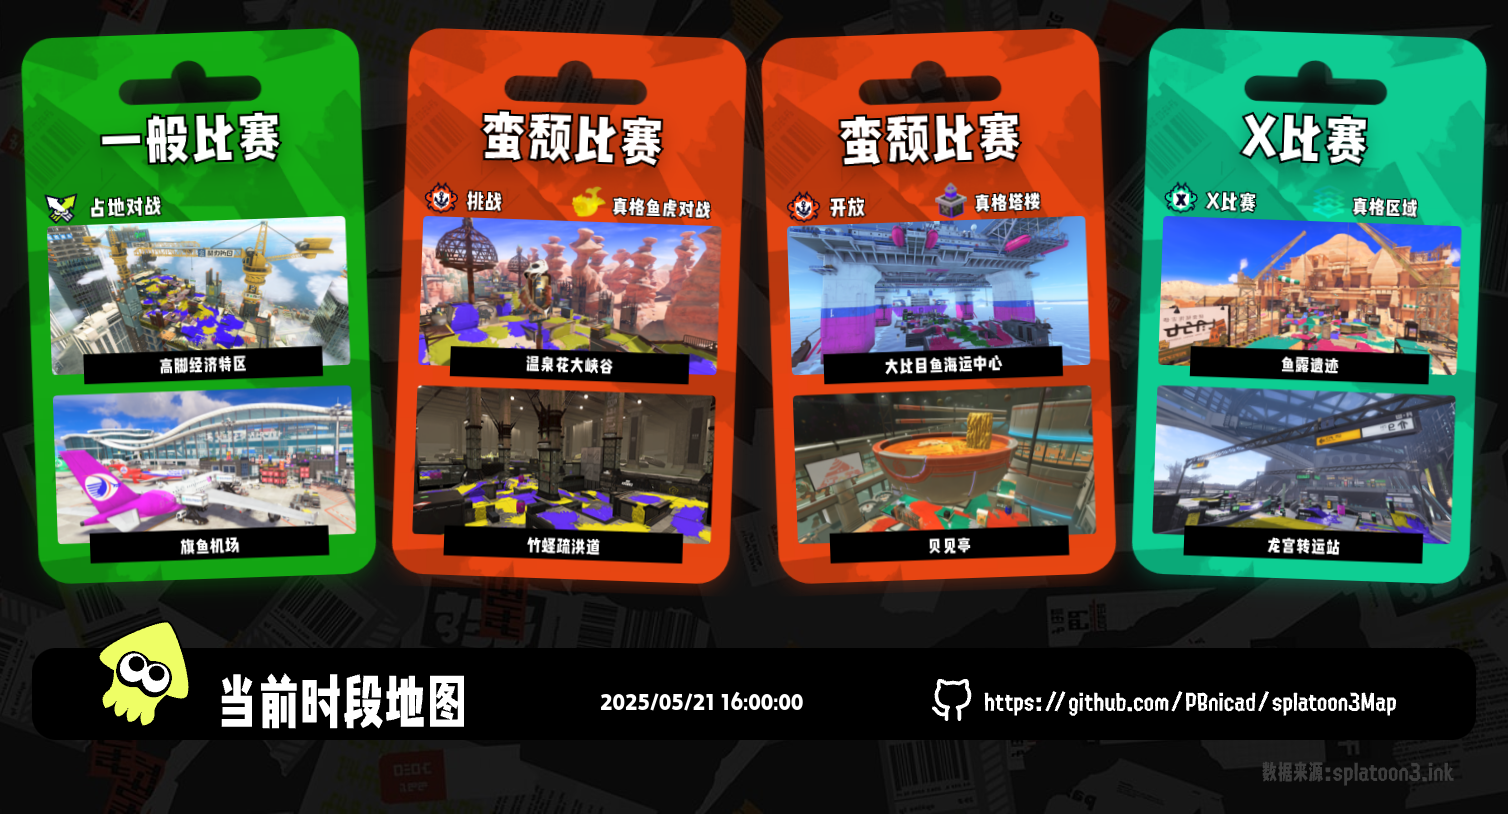 一般比赛
占地对战
高脚经济特区
旗鱼机场
蛮颓比赛
挑战
真格鱼虎对战
温泉花大峡谷
竹蛏疏洪道
蛮颓比赛
开放
真格塔楼
大比目鱼海运中心
贝见亭
X比赛
X比赛
真格区域
鱼露遗迹
龙宫转运站
当前时段地图
2025/05/21 16:00:00
https://github.com/PBnicad/splatoon3Map
数据来源:splatoon3.ink